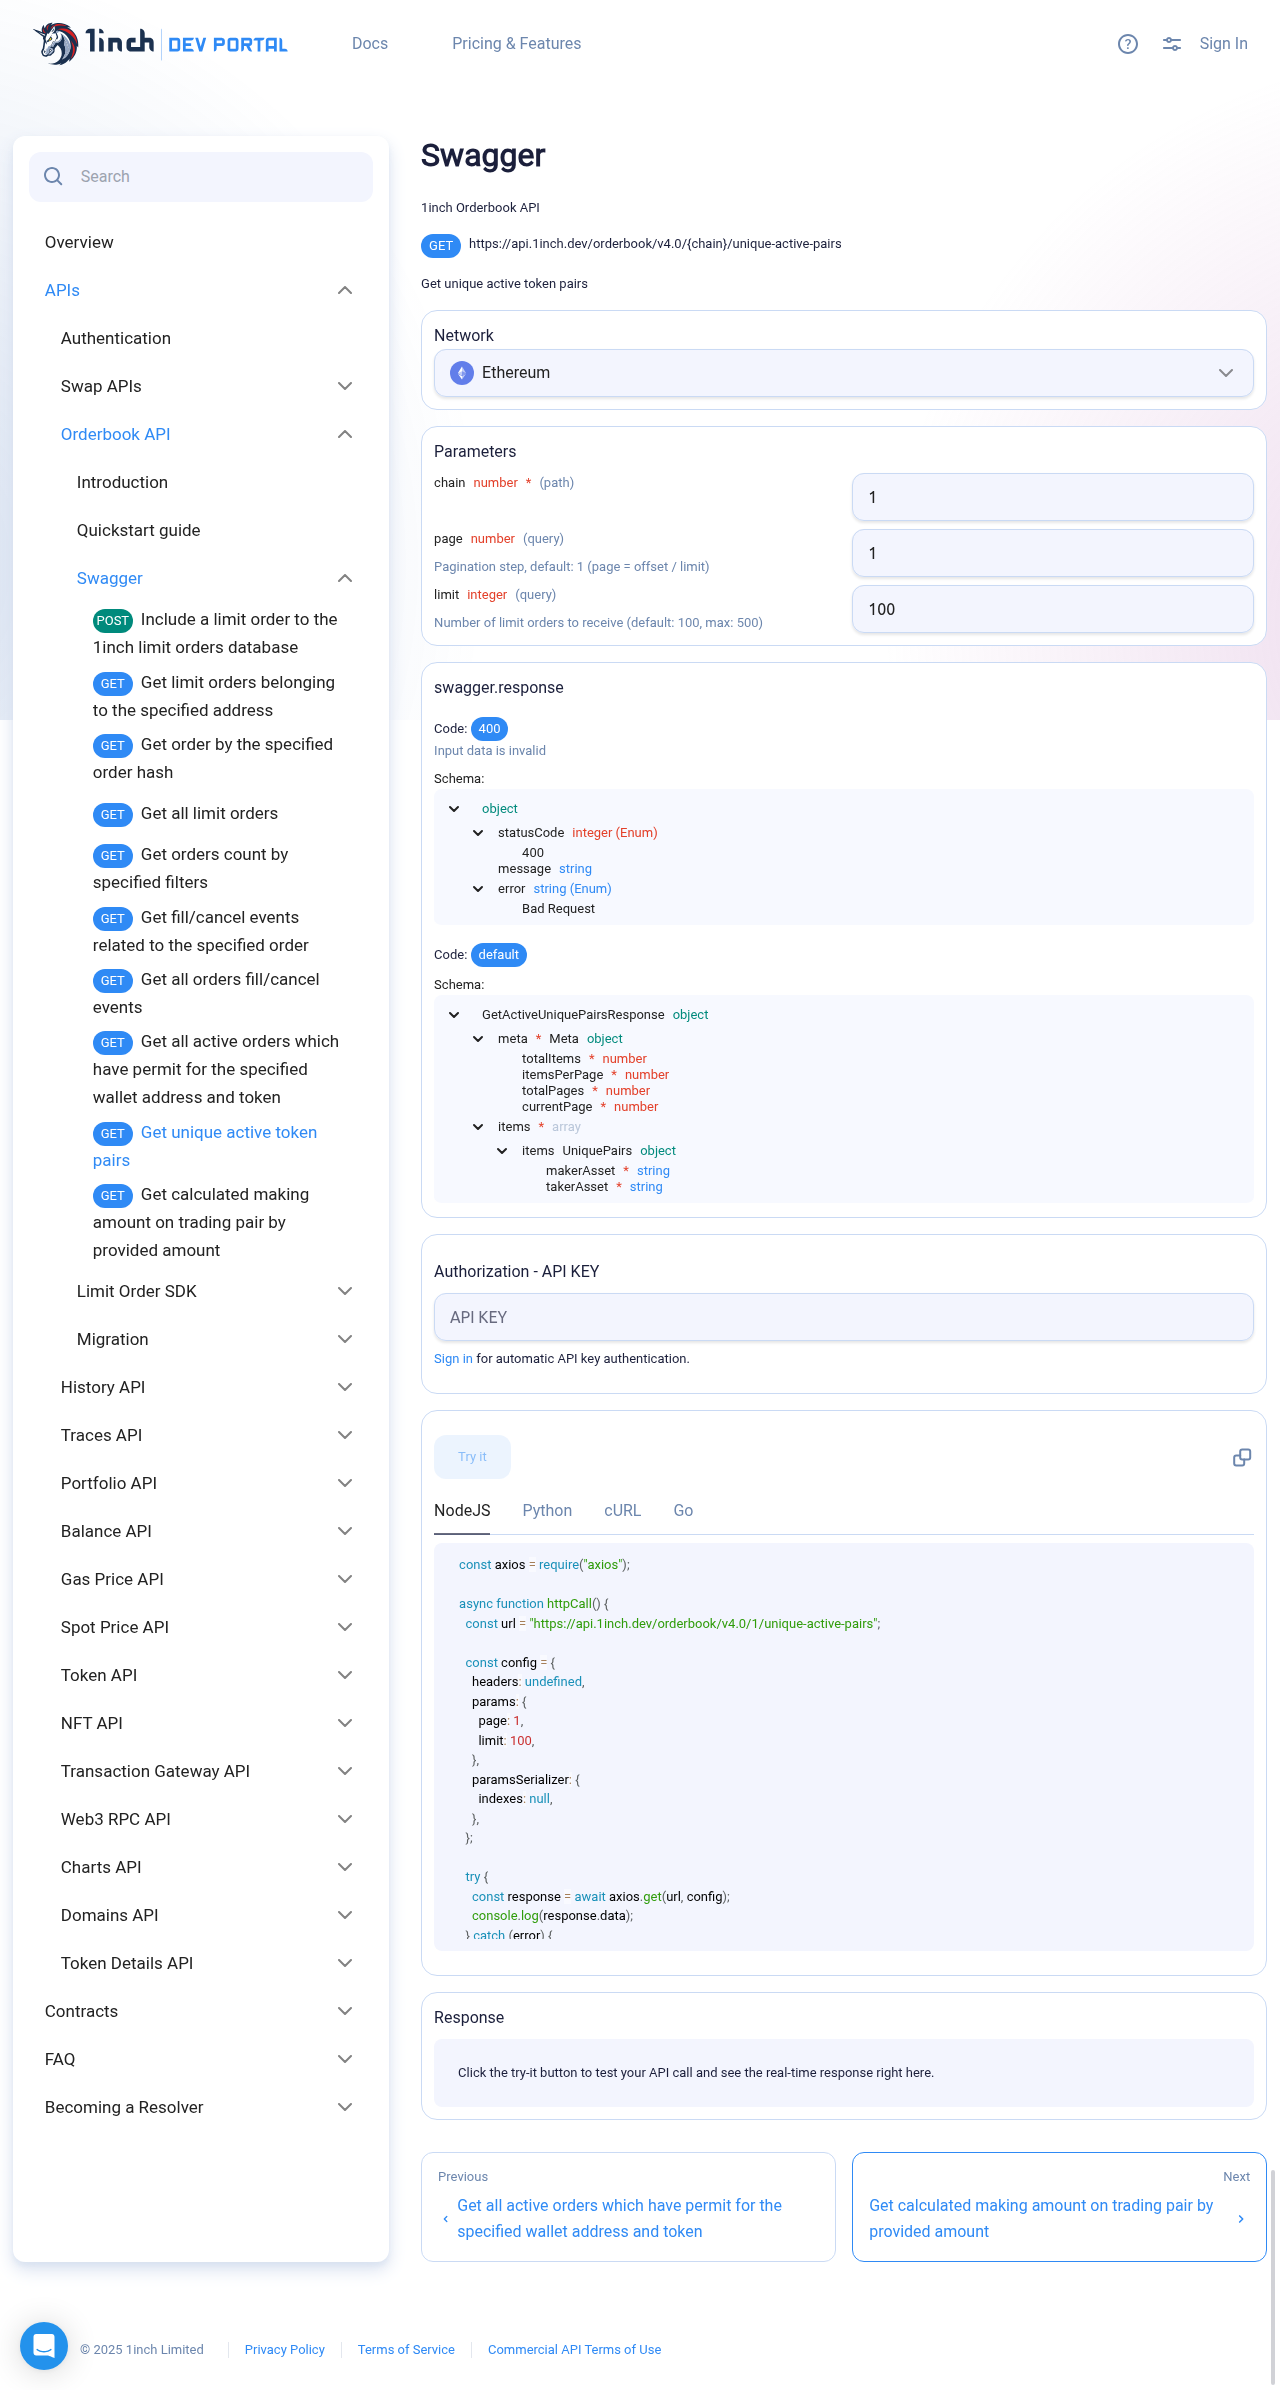 1inch DEV PORTAL
Docs
Pricing & Features
Sign In
Search
Overview
APIs
Authentication
Swap APIs
Orderbook API
Introduction
Quickstart guide
Swagger
POST Include a limit order to the
1inch limit orders database
GET Get limit orders belonging
to the specified address
GET Get order by the specified
order hash
GET Get all limit orders
GET Get orders count by
specified filters
GET Get fill/cancel events
related to the specified order
GET Get all orders fill/cancel
events
GET Get all active orders which
have permit for the specified
wallet address and token
GET Get unique active token
pairs
GET Get calculated making
amount on trading pair by
provided amount
Limit Order SDK
Migration
History API
Traces API
Portfolio API
Balance API
Gas Price API
Spot Price API
Token API
NFT API
Transaction Gateway API
Web3 RPC API
Charts API
Domains API
Token Details API
Contracts
FAQ
Becoming a Resolver
Swagger
1inch Orderbook API
GET https://api.1inch.dev/orderbook/v4.0/{chain}/unique-active-pairs
Get unique active token pairs
Network
Ethereum
Parameters
chain number * (path)
1
page number (query)
1
Pagination step, default: 1 (page = offset / limit)
limit integer (query)
100
Number of limit orders to receive (default: 100, max: 500)
swagger.response
Code: 400
Input data is invalid
Schema:
object
statusCode integer (Enum)
400
message string
error string (Enum)
Bad Request
Code: default
Schema:
GetActiveUniquePairsResponse object
meta * Meta object
totalItems * number
itemsPerPage * number
totalPages * number
currentPage * number
items * array
items UniquePairs object
makerAsset * string
takerAsset * string
Authorization - API KEY
API KEY
Sign in for automatic API key authentication.
Try it
NodeJS Python cURL Go
const axios = require("axios");
async function httpCall() {
const url = "https://api.1inch.dev/orderbook/v4.0/1/unique-active-pairs";
const config = {
headers: undefined,
params: {
page: 1,
limit: 100,
},
paramsSerializer: {
indexes: null,
},
};
try {
const response = await axios.get(url, config);
console.log(response.data);
} catch (error) {
Response
Click the try-it button to test your API call and see the real-time response right here.
Previous
Get all active orders which have permit for the
specified wallet address and token
Next
Get calculated making amount on trading pair by
provided amount
© 2025 1inch Limited
Privacy Policy
Terms of Service
Commercial API Terms of Use